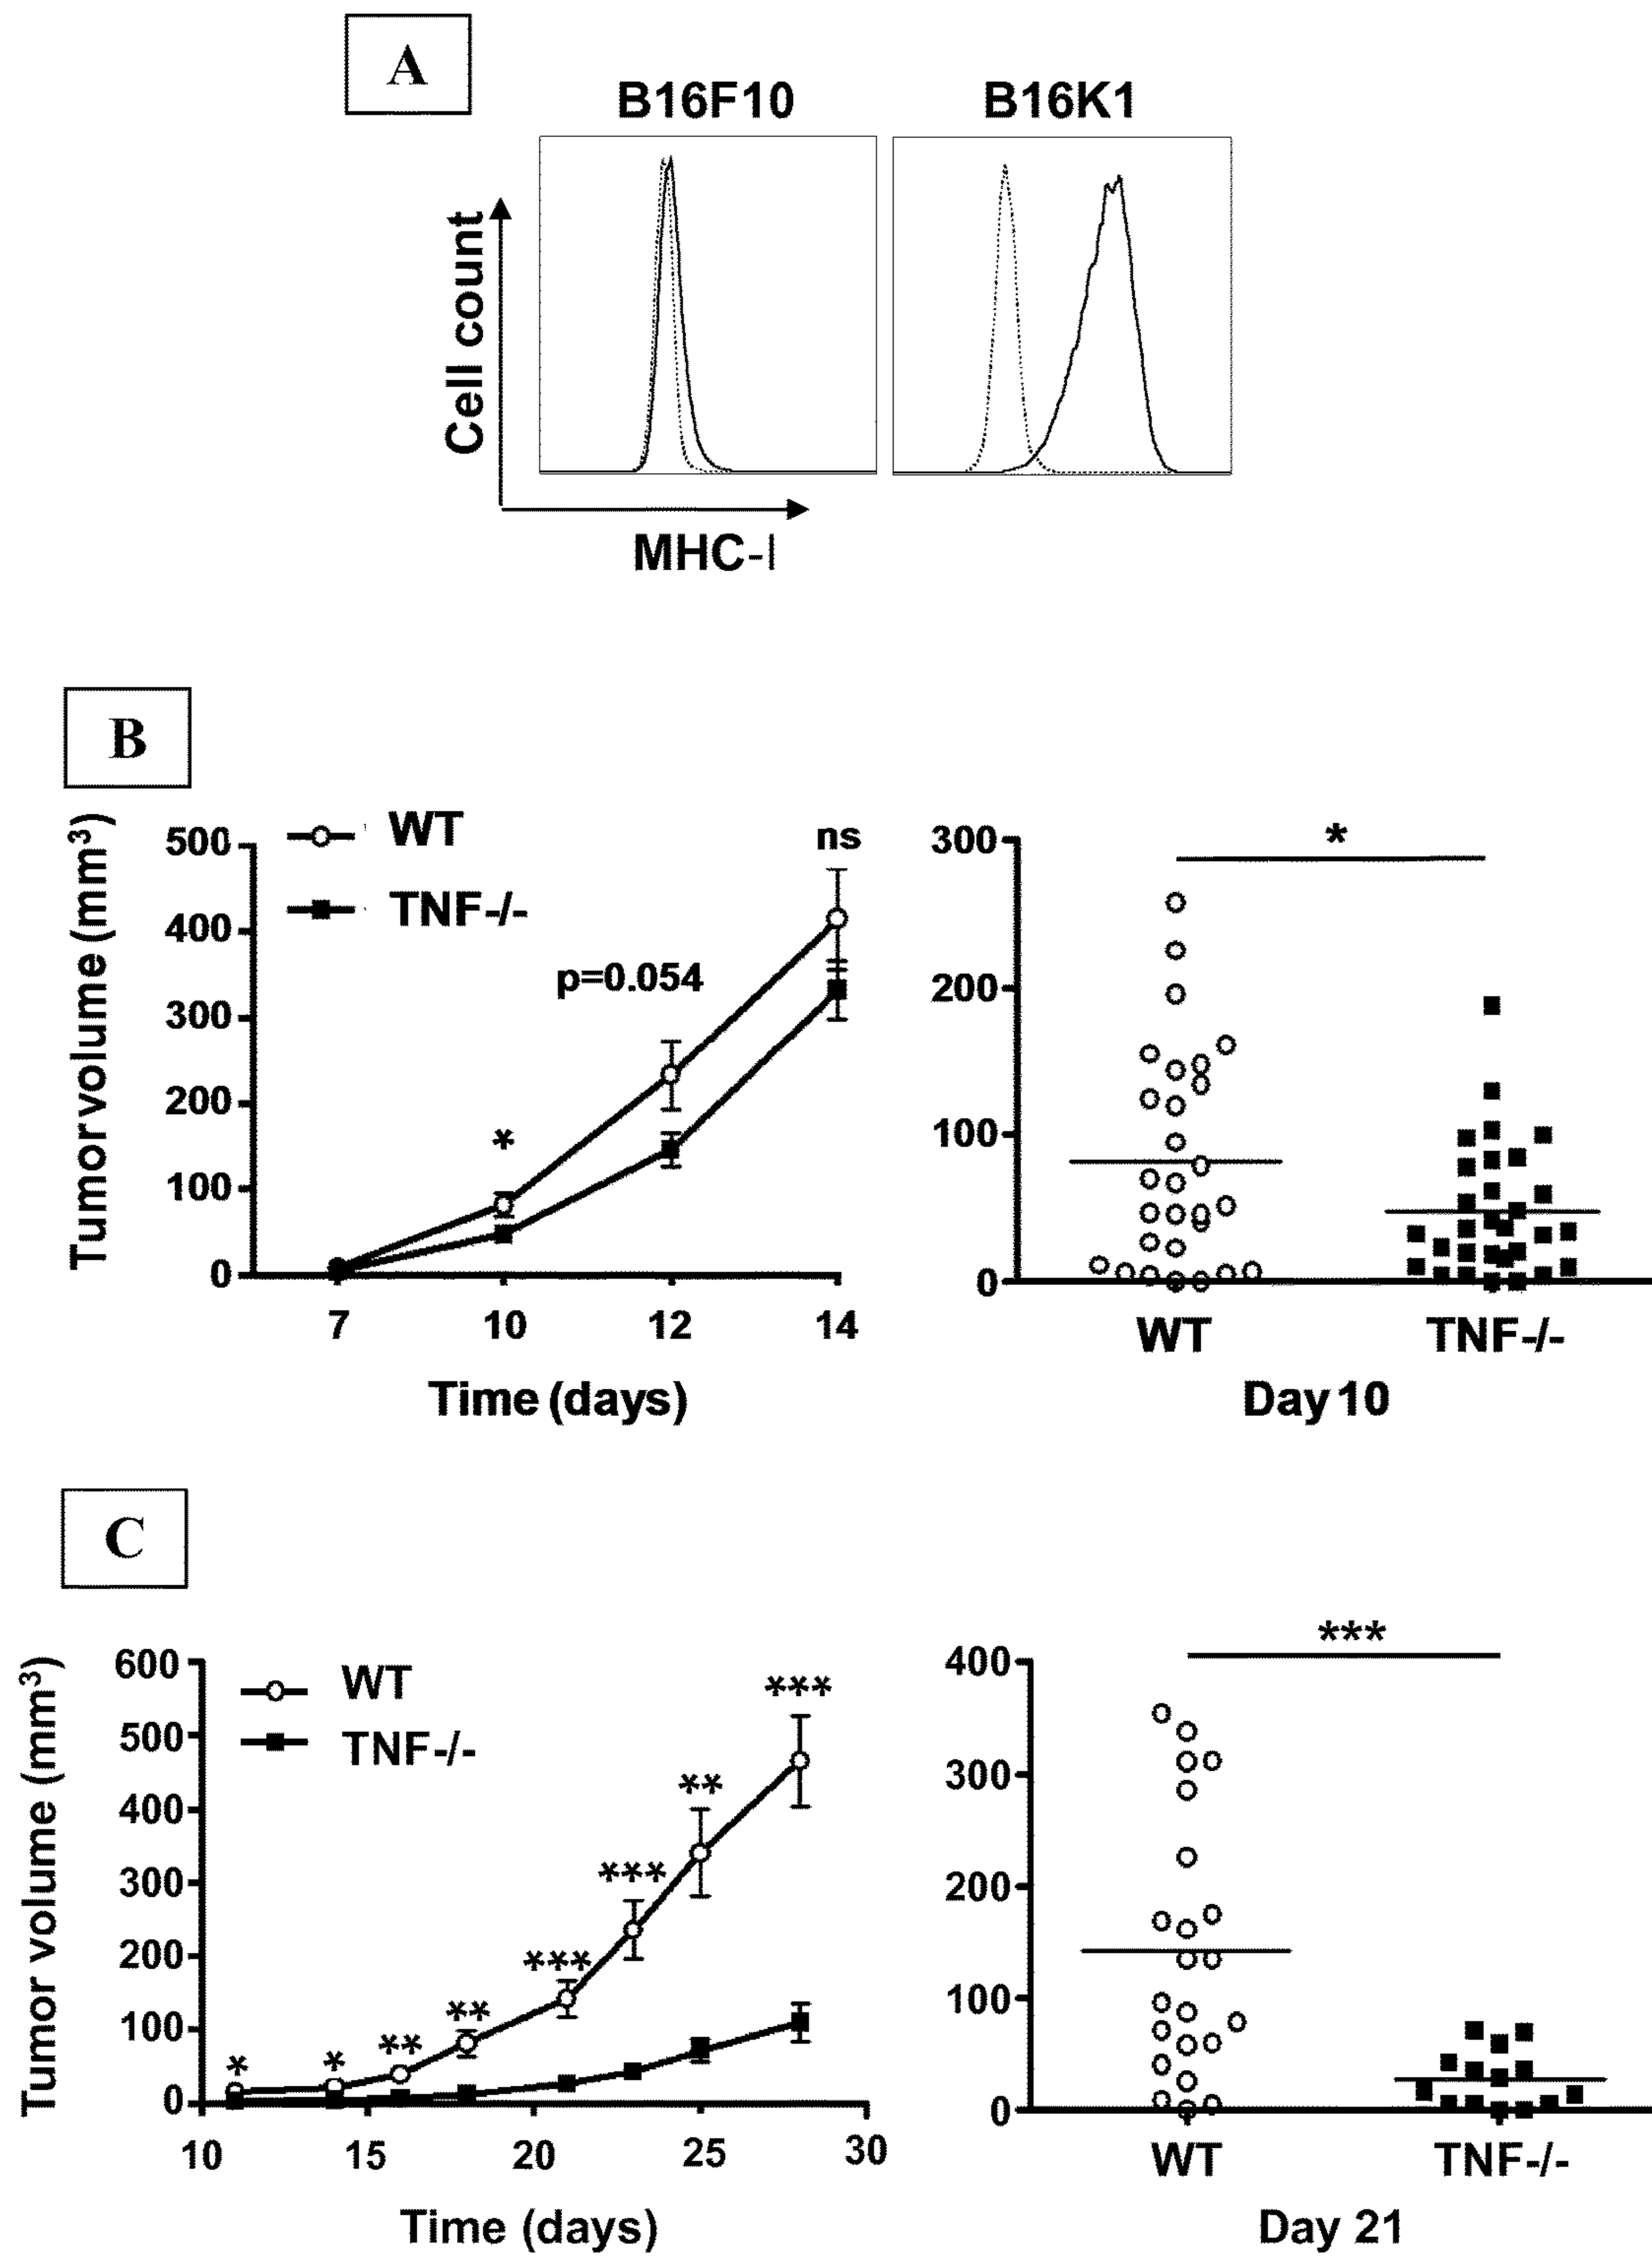 A
B16F10 B16K1
Cell count
MHC-I
B
Tumor volume (mm3)
500
400
300
200
100
0
WT
TNF-/-
*
p=0.054
ns
7 10 12 14
Time (days)
300
200
100
0
*
WT TNF-/-
Day 10
C
Tumor volume (mm3)
600
500
400
300
200
100
0
WT
TNF-/-
* * ** ** *** *** ** ***
10 15 20 25 30
Time (days)
400
300
200
100
0
***
WT TNF-/-
Day 21